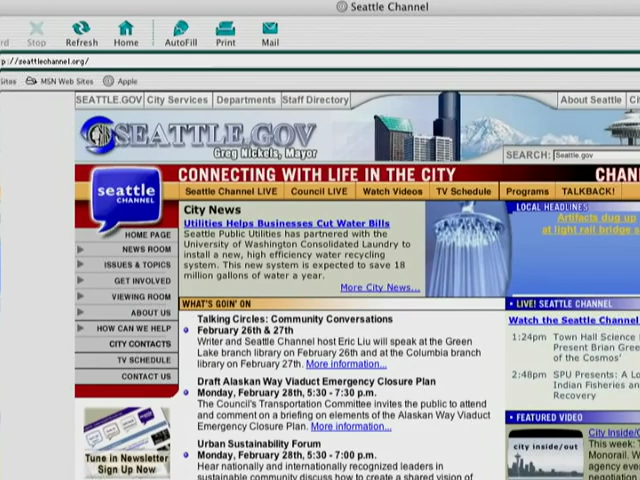 Seattle Channel
Stop Refresh Home AutoFill Print Mail
p://seattlechannel.org/
MSN Web Sites Apple
SEATTLE.GOV City Services Departments Staff Directory About Seattle
SEATTLE.GOV
Greg Nickels, Mayor
SEARCH: Seattle.gov
seattle
CHANNEL
CONNECTING WITH LIFE IN THE CITY
Seattle Channel LIVE Council LIVE Watch Videos TV Schedule Programs TALKBACK!
HOME PAGE
NEWS ROOM
ISSUES & TOPICS
GET INVOLVED
VIEWING ROOM
ABOUT US
HOW CAN WE HELP
CITY CONTACTS
TV SCHEDULE
CONTACT US
Tune in Newsletter
Sign Up Now
City News
Utilities Helps Businesses Cut Water Bills
Seattle Public Utilities has partnered with the
University of Washington Consolidated Laundry to
install a new, high efficiency water recycling
system. This new system is expected to save 18
million gallons of water a year.
More City News...
WHAT'S GOIN' ON
Talking Circles: Community Conversations
February 26th & 27th
Writer and Seattle Channel host Eric Liu will speak at the Green
Lake branch library on February 26th and at the Columbia branch
library on February 27th. More information...
Draft Alaskan Way Viaduct Emergency Closure Plan
Monday, February 28th, 5:30 - 7:30 p.m.
The Council's Transportation Committee invites the public to attend
and comment on a briefing on elements of the Alaskan Way Viaduct
Emergency Closure Plan. More information...
Urban Sustainability Forum
Monday, February 28th, 5:00 - 7:00 p.m.
Hear nationally and internationally recognized leaders in
sustainable community discuss how to create a shared vision of
LOCAL HEADLINES
Artifacts dug up
at light rail bridge s
LIVE! SEATTLE CHANNEL
Watch the Seattle Channel
1:24pm Town Hall Science
Present Brian Gree
of the Cosmos'
2:48pm SPU Presents: A Lo
Indian Fisheries an
Recovery
FEATURED VIDEO
city inside/out
City Inside/O
This week: T
Monorail. W
agency eve
negotiation